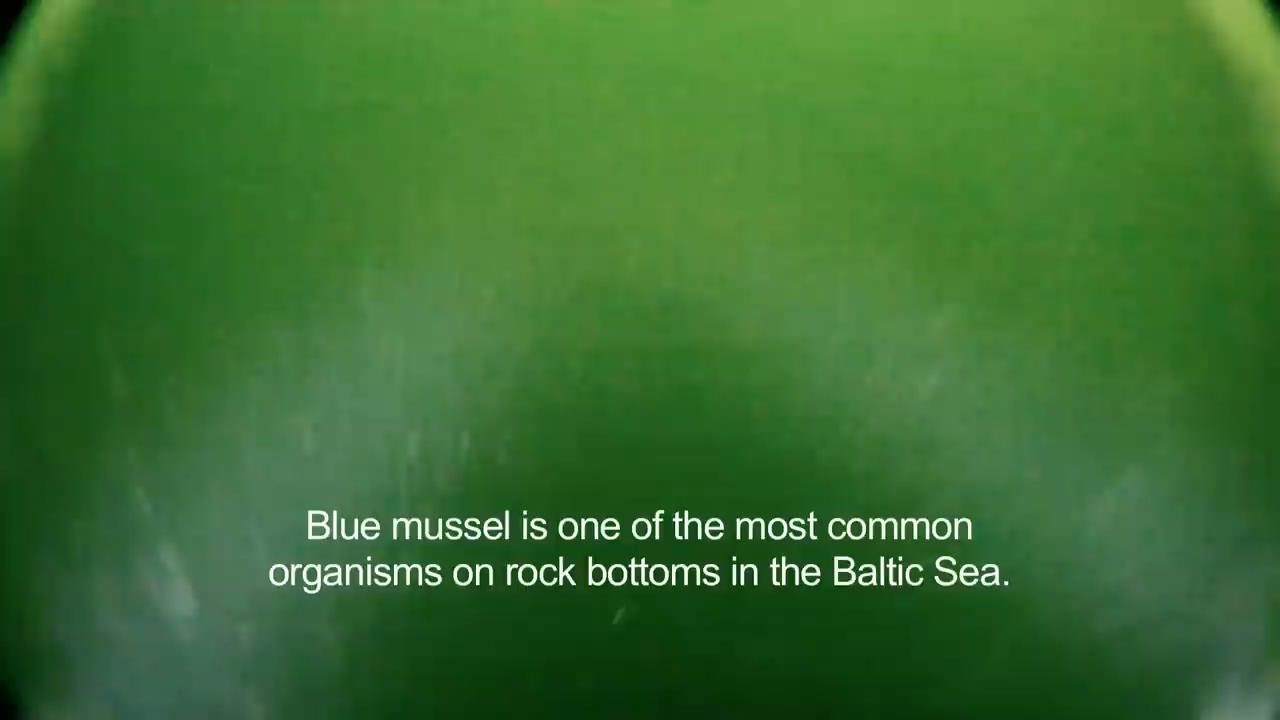 Blue mussel is one of the most common
organisms on rock bottoms in the Baltic Sea.